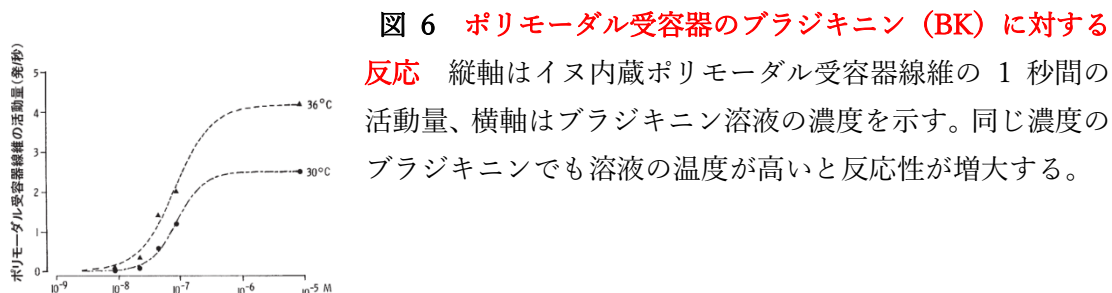 図 6 ポリモーダル受容器のブラジキニン（BK）に対する
反応 縦軸はイヌ内蔵ポリモーダル受容器線維の 1 秒間の
活動量、横軸はブラジキニン溶液の濃度を示す。同じ濃度の
ブラジキニンでも溶液の温度が高いと反応性が増大する。
ポリモーダル受容器線維の活動量(発/秒)
5
4
3
2
1
0
36°C
30°C
10⁻⁹ 10⁻⁸ 10⁻⁷ 10⁻⁶ 10⁻⁵ M